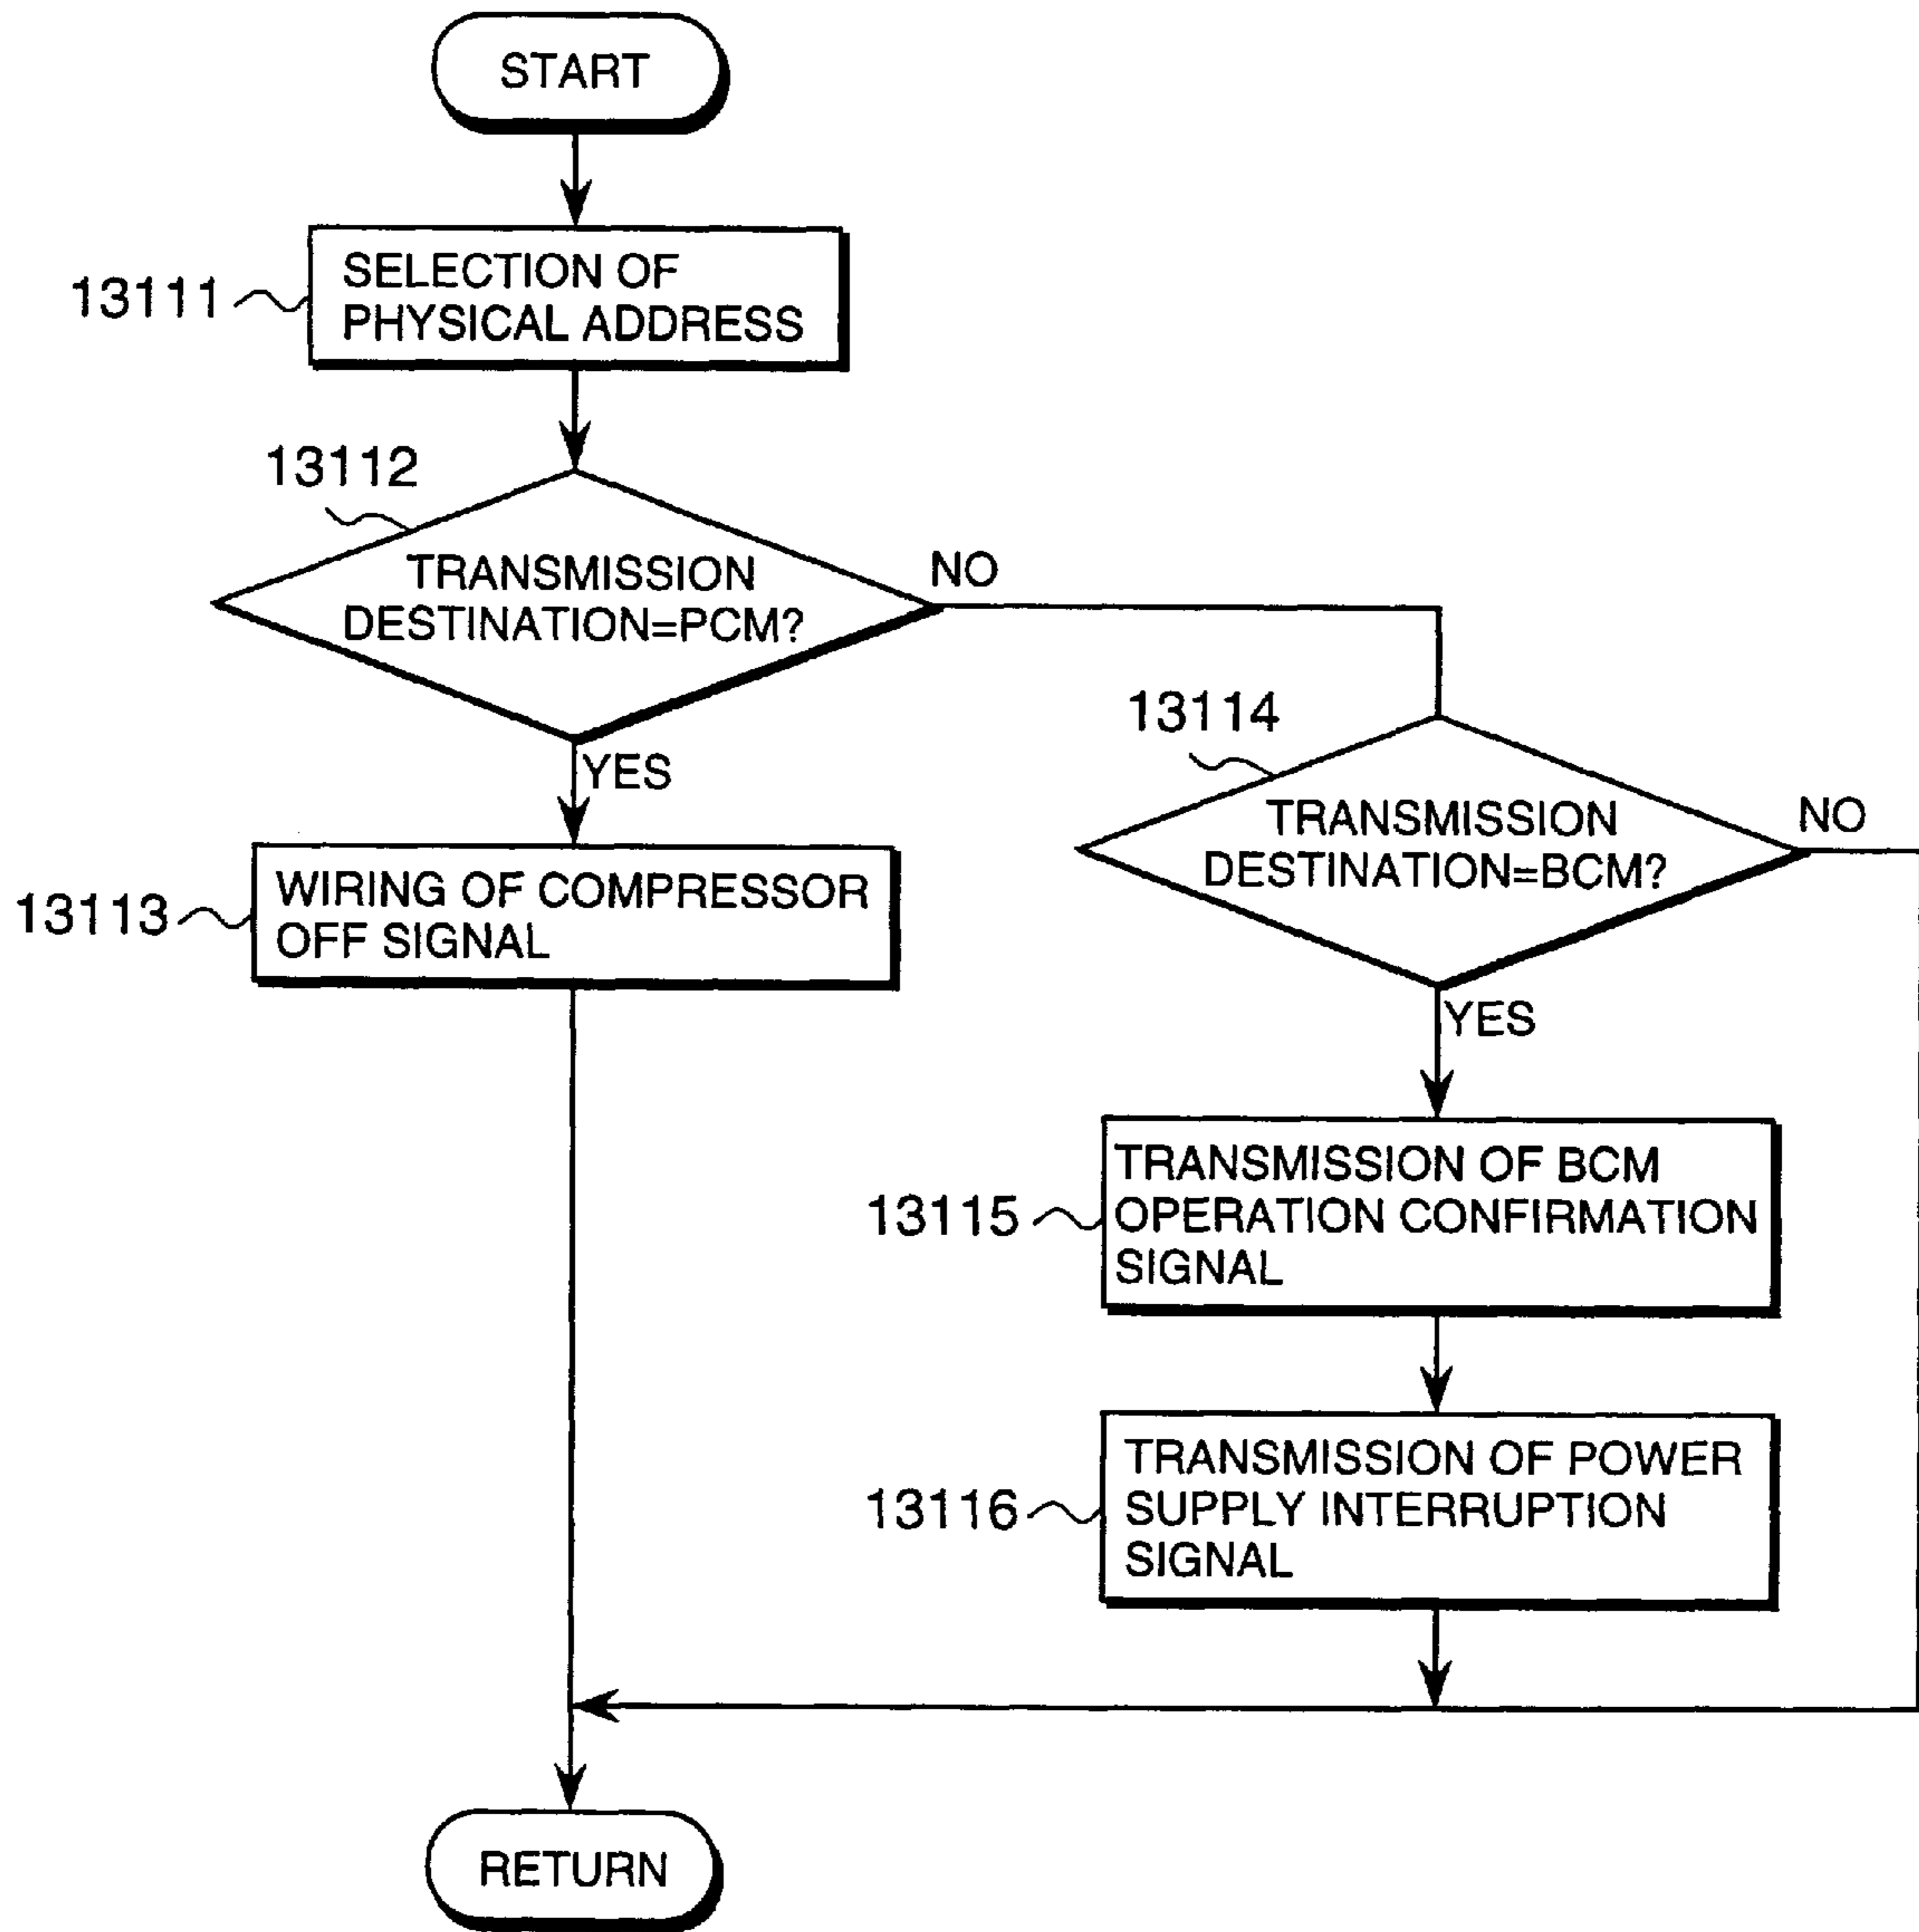 START
13111
SELECTION OF
PHYSICAL ADDRESS
13112
TRANSMISSION
DESTINATION=PCM?
NO
YES
13113
WIRING OF COMPRESSOR
OFF SIGNAL
13114
TRANSMISSION
DESTINATION=BCM?
NO
YES
13115
TRANSMISSION OF BCM
OPERATION CONFIRMATION
SIGNAL
13116
TRANSMISSION OF POWER
SUPPLY INTERRUPTION
SIGNAL
RETURN